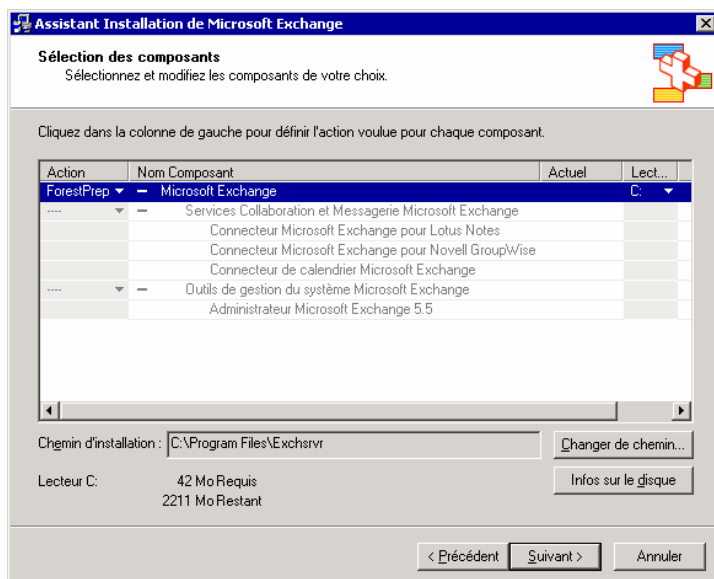 Assistant Installation de Microsoft Exchange
Sélection des composants
Sélectionnez et modifiez les composants de votre choix.
Cliquez dans la colonne de gauche pour définir l'action voulue pour chaque composant.
Action Nom Composant Actuel Lect...
ForestPrep Microsoft Exchange C:
---- Services Collaboration et Messagerie Microsoft Exchange
Connecteur Microsoft Exchange pour Lotus Notes
Connecteur Microsoft Exchange pour Novell GroupWise
Connecteur de calendrier Microsoft Exchange
---- Outils de gestion du système Microsoft Exchange
Administrateur Microsoft Exchange 5.5
Chemin d'installation : C:\Program Files\Exchsrvr Changer de chemin...
Lecteur C: 42 Mo Requis Infos sur le disque
2211 Mo Restant
< Précédent Suivant > Annuler